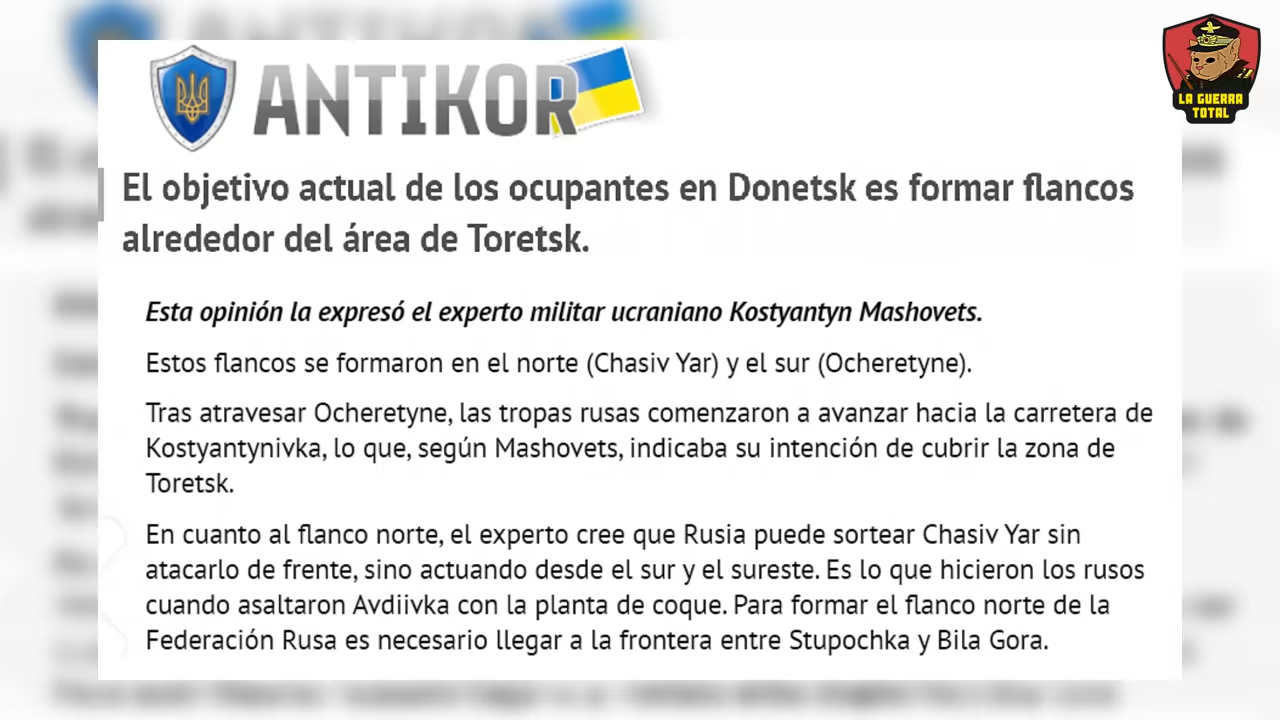 ANTIKOR
LA GUERRA
TOTAL
El objetivo actual de los ocupantes en Donetsk es formar flancos
alrededor del área de Toretsk.
Esta opinión la expresó el experto militar ucraniano Kostyantyn Mashovets.
Estos flancos se formaron en el norte (Chasiv Yar) y el sur (Ocheretyne).
Tras atravesar Ocheretyne, las tropas rusas comenzaron a avanzar hacia la carretera de
Kostyantynivka, lo que, según Mashovets, indicaba su intención de cubrir la zona de
Toretsk.
En cuanto al flanco norte, el experto cree que Rusia puede sortear Chasiv Yar sin
atacarlo de frente, sino actuando desde el sur y el sureste. Es lo que hicieron los rusos
cuando asaltaron Avdiivka con la planta de coque. Para formar el flanco norte de la
Federación Rusa es necesario llegar a la frontera entre Stupochka y Bila Gora.